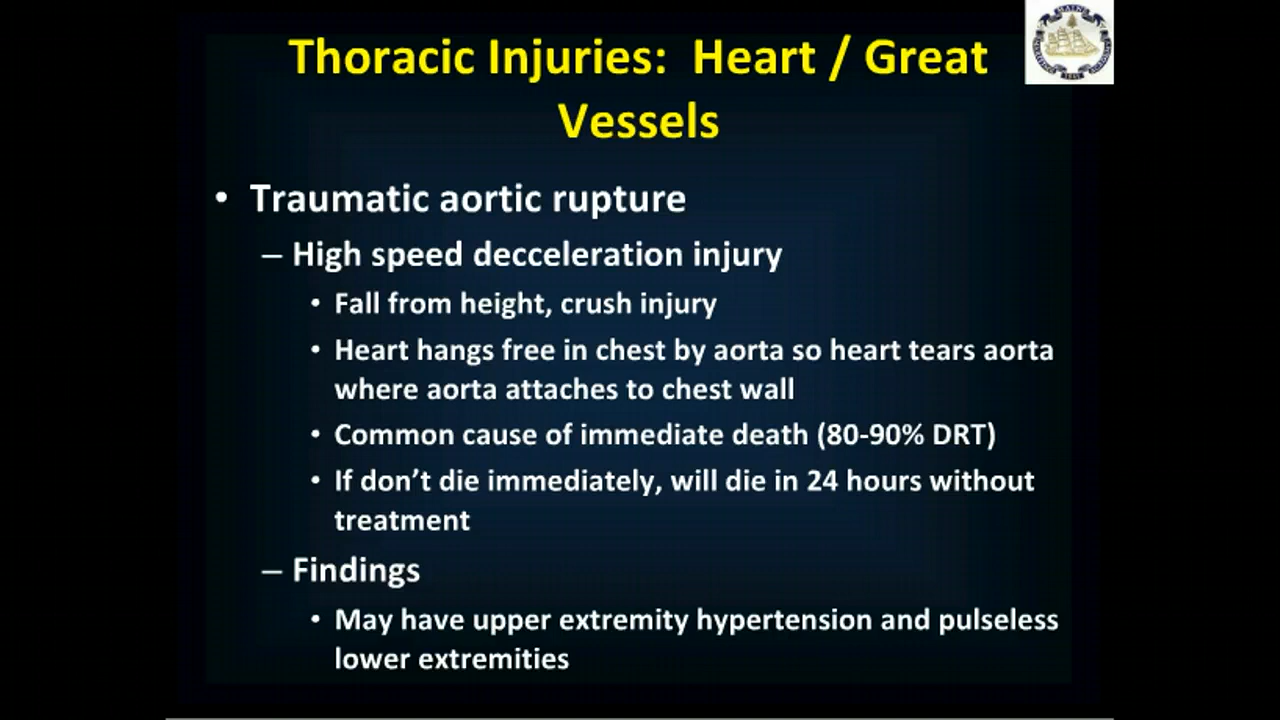 Thoracic Injuries: Heart / Great
Vessels
• Traumatic aortic rupture
– High speed decceleration injury
• Fall from height, crush injury
• Heart hangs free in chest by aorta so heart tears aorta
where aorta attaches to chest wall
• Common cause of immediate death (80-90% DRT)
• If don’t die immediately, will die in 24 hours without
treatment
– Findings
• May have upper extremity hypertension and pulseless
lower extremities
MAINE